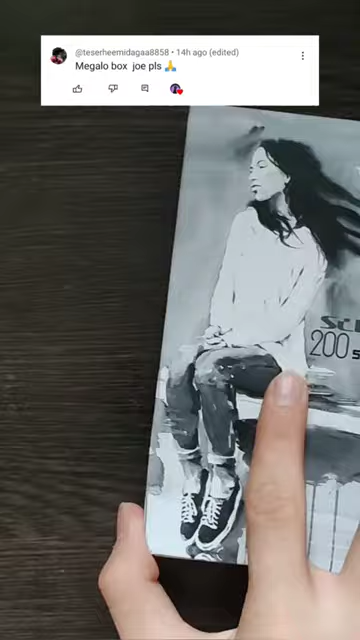 @teserheemidagaa8858 • 14h ago (edited)
Megalo box joe pls 🙏
200